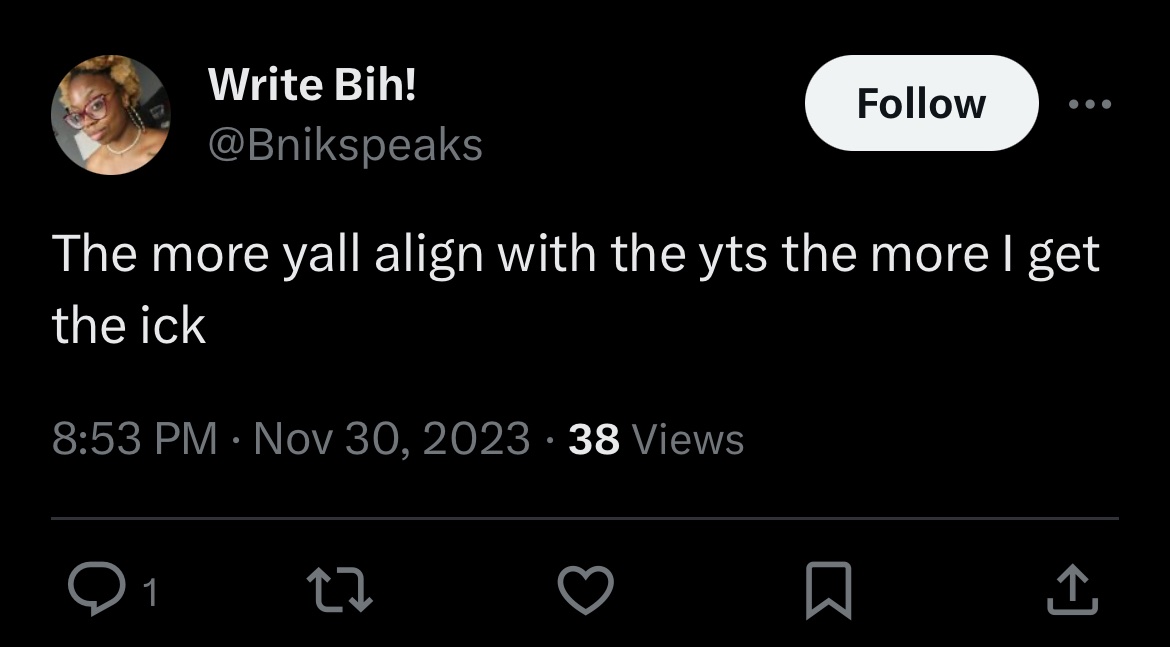 Write Bih!
@Bnikspeaks
Follow
The more yall align with the yts the more I get
the ick
8:53 PM · Nov 30, 2023 · 38 Views
1